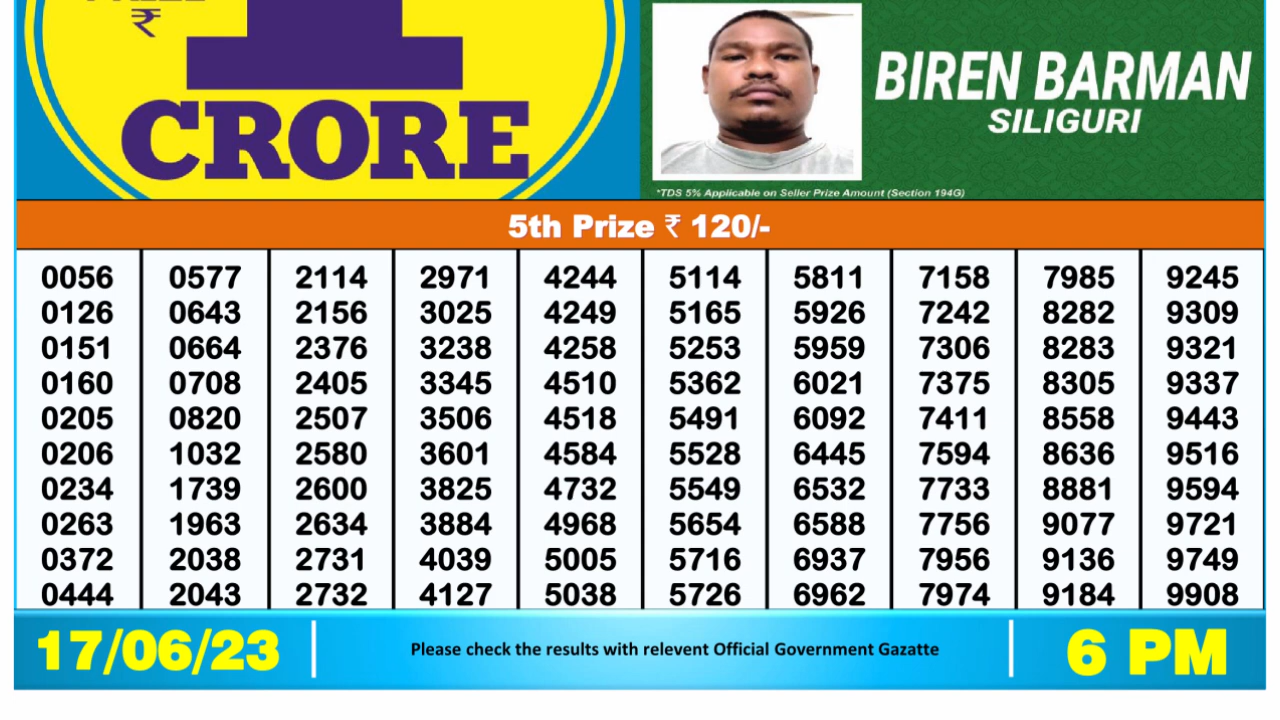 ₹
CRORE
BIREN BARMAN
SILIGURI
*TDS 5% Applicable on Seller Prize Amount (Section 194G)
5th Prize ₹ 120/-
0056 0577 2114 2971 4244 5114 5811 7158 7985 9245
0126 0643 2156 3025 4249 5165 5926 7242 8282 9309
0151 0664 2376 3238 4258 5253 5959 7306 8283 9321
0160 0708 2405 3345 4510 5362 6021 7375 8305 9337
0205 0820 2507 3506 4518 5491 6092 7411 8558 9443
0206 1032 2580 3601 4584 5528 6445 7594 8636 9516
0234 1739 2600 3825 4732 5549 6532 7733 8881 9594
0263 1963 2634 3884 4968 5654 6588 7756 9077 9721
0372 2038 2731 4039 5005 5716 6937 7956 9136 9749
0444 2043 2732 4127 5038 5726 6962 7974 9184 9908
17/06/23 Please check the results with relevent Official Government Gazatte 6 PM